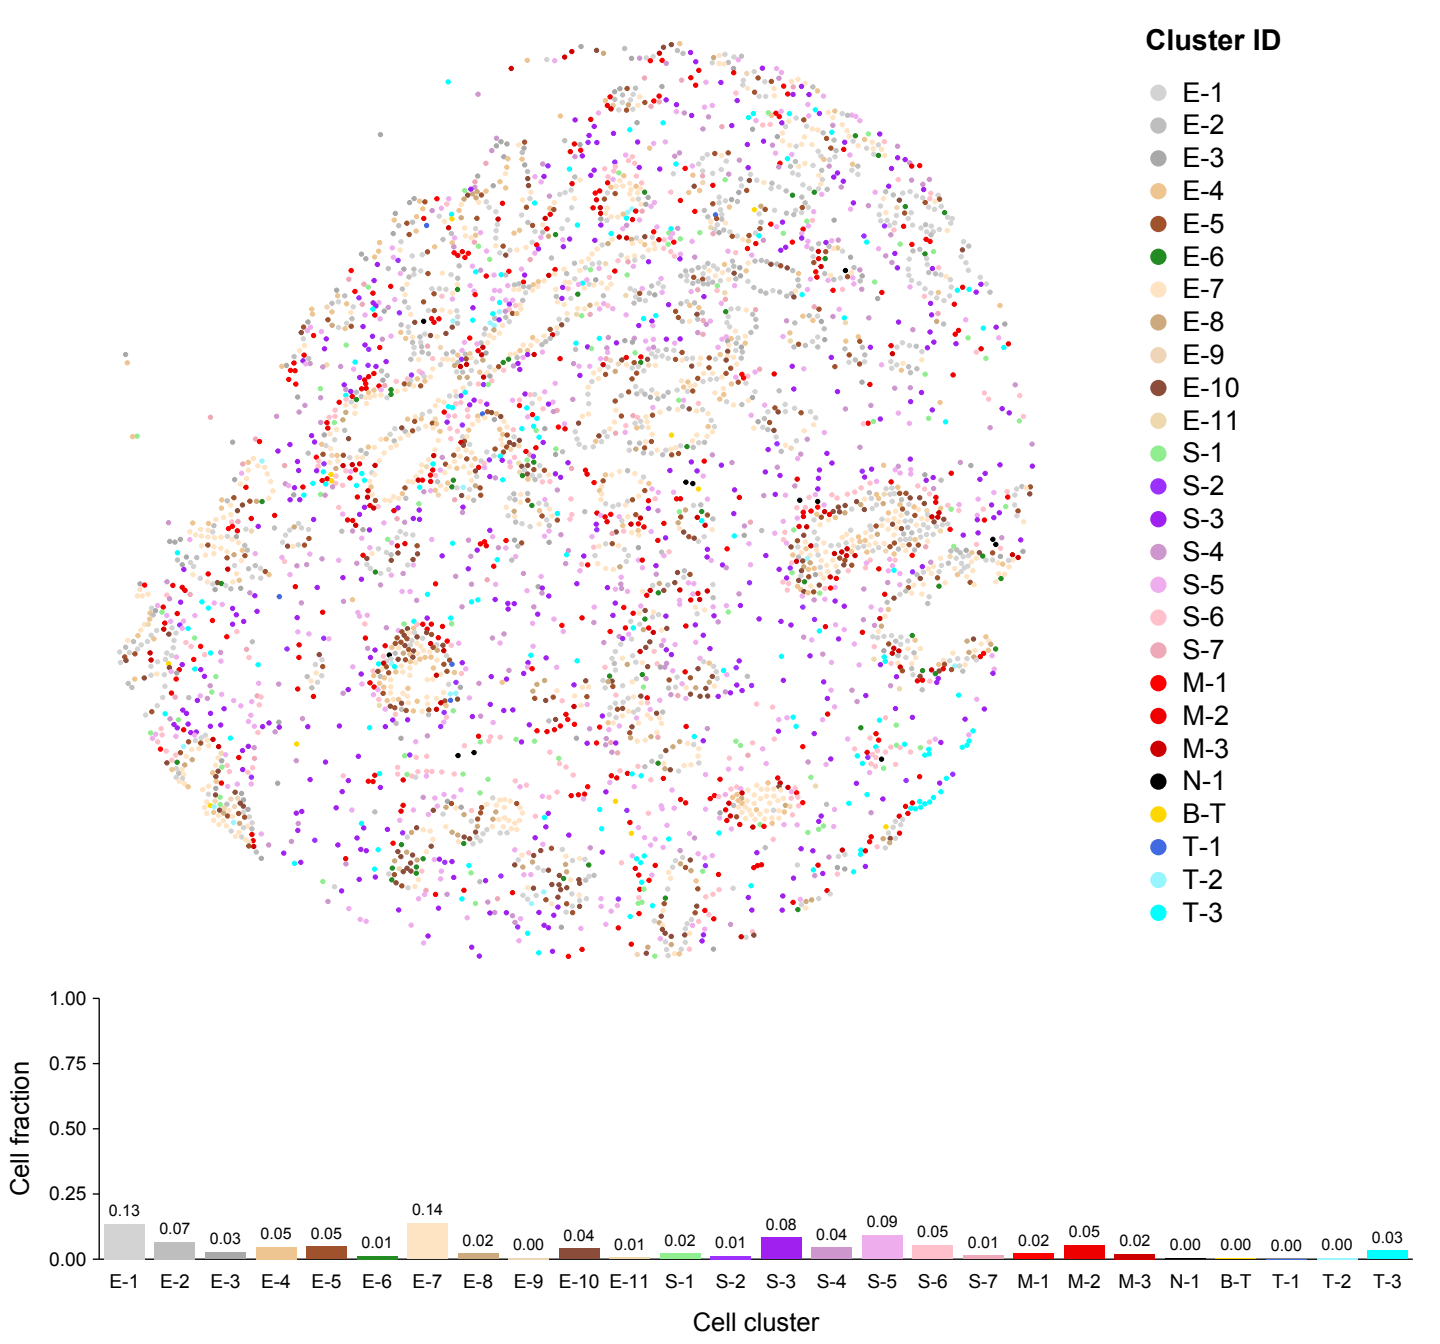 Cluster ID
E-1
E-2
E-3
E-4
E-5
E-6
E-7
E-8
E-9
E-10
E-11
S-1
S-2
S-3
S-4
S-5
S-6
S-7
M-1
M-2
M-3
N-1
B-T
T-1
T-2
T-3
1.00
0.75
0.50
0.25
0.00
Cell fraction
0.13 0.07 0.03 0.05 0.05 0.01 0.14 0.02 0.00 0.04 0.01 0.02 0.01 0.08 0.04 0.09 0.05 0.01 0.02 0.05 0.02 0.00 0.00 0.00 0.00 0.03
E-1 E-2 E-3 E-4 E-5 E-6 E-7 E-8 E-9 E-10 E-11 S-1 S-2 S-3 S-4 S-5 S-6 S-7 M-1 M-2 M-3 N-1 B-T T-1 T-2 T-3
Cell cluster